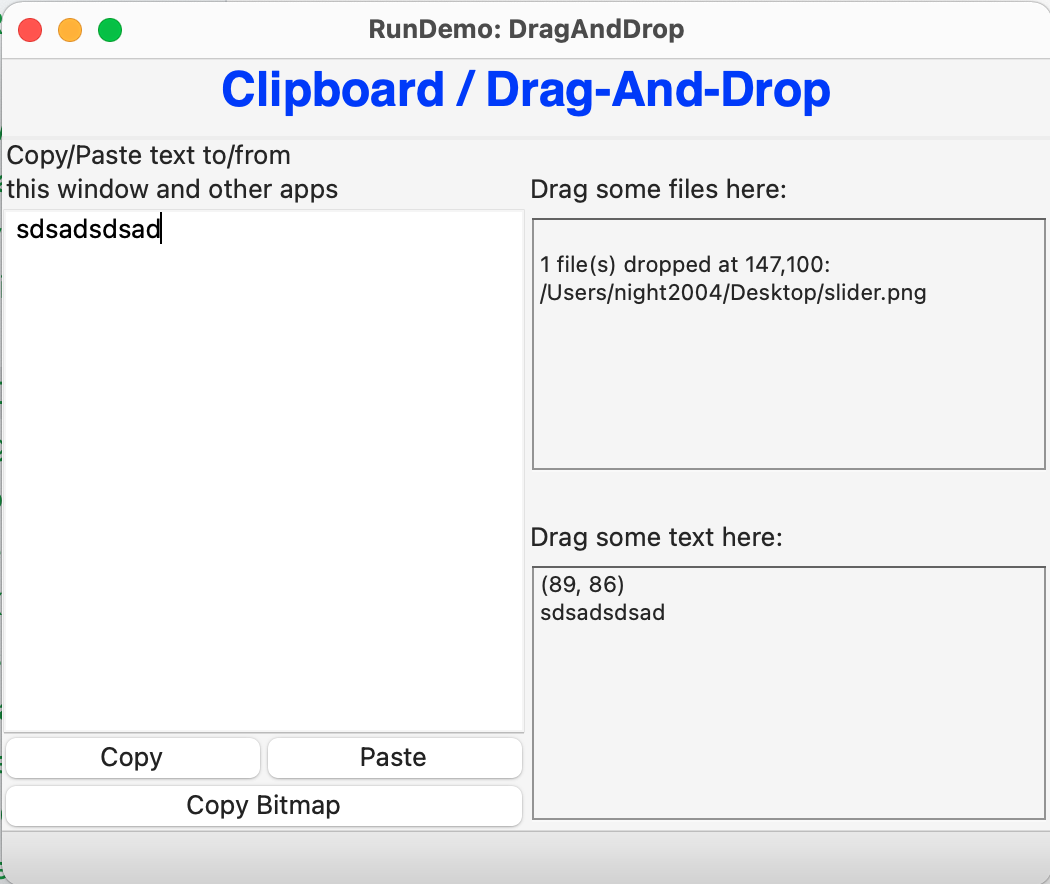 RunDemo: DragAndDrop
Clipboard / Drag-And-Drop
Copy/Paste text to/from
this window and other apps
sdsadsdsad
Copy
Paste
Copy Bitmap
Drag some files here:
1 file(s) dropped at 147,100:
/Users/night2004/Desktop/slider.png
Drag some text here:
(89, 86)
sdsadsdsad